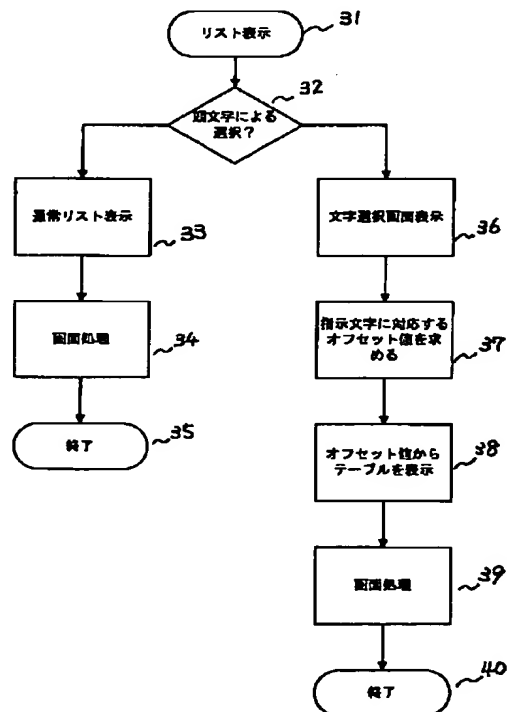 リスト表示
31
頭文字による
選択?
32
通常リスト表示
33
文字選択画面表示
36
画面処理
34
指示文字に対応する
オフセット値を求
める
37
終了
35
オフセット値から
テーブルを表示
38
画面処理
39
終了
40